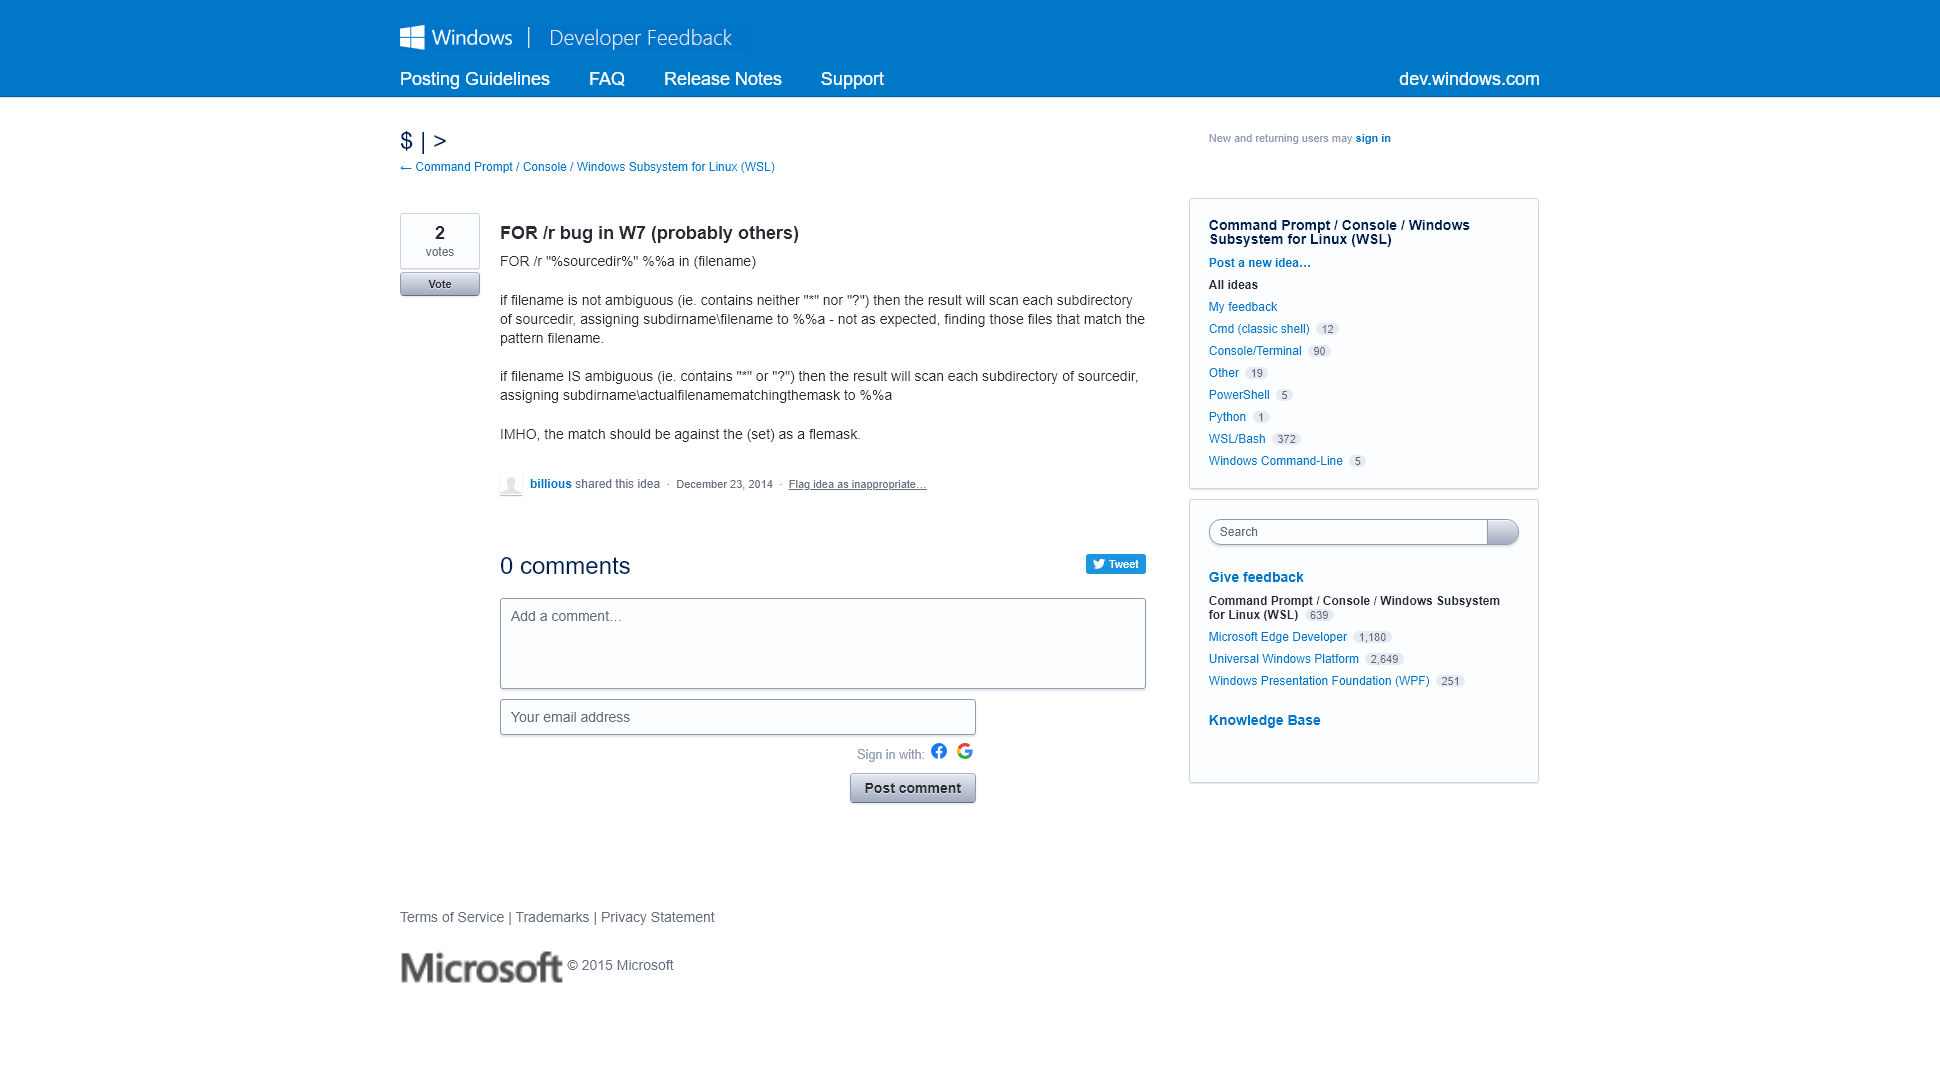 Windows | Developer Feedback
Posting Guidelines FAQ Release Notes Support dev.windows.com
$ | >
← Command Prompt / Console / Windows Subsystem for Linux (WSL)
New and returning users may sign in
2
votes
Vote
FOR /r bug in W7 (probably others)
FOR /r "%sourcedir%" %%a in (filename)
if filename is not ambiguous (ie. contains neither "*" nor "?") then the result will scan each subdirectory
of sourcedir, assigning subdirname\filename to %%a - not as expected, finding those files that match the
pattern filename.
if filename IS ambiguous (ie. contains "*" or "?") then the result will scan each subdirectory of sourcedir,
assigning subdirname\actualfilenamematchingthemask to %%a
IMHO, the match should be against the (set) as a flemask.
billious shared this idea · December 23, 2014 · Flag idea as inappropriate…
0 comments
Tweet
Add a comment…
Your email address
Sign in with:
Post comment
Command Prompt / Console / Windows
Subsystem for Linux (WSL)
Post a new idea…
All ideas
My feedback
Cmd (classic shell) 12
Console/Terminal 90
Other 19
PowerShell 5
Python 1
WSL/Bash 372
Windows Command-Line 5
Search
Give feedback
Command Prompt / Console / Windows Subsystem
for Linux (WSL) 639
Microsoft Edge Developer 1,180
Universal Windows Platform 2,649
Windows Presentation Foundation (WPF) 251
Knowledge Base
Terms of Service | Trademarks | Privacy Statement
Microsoft © 2015 Microsoft